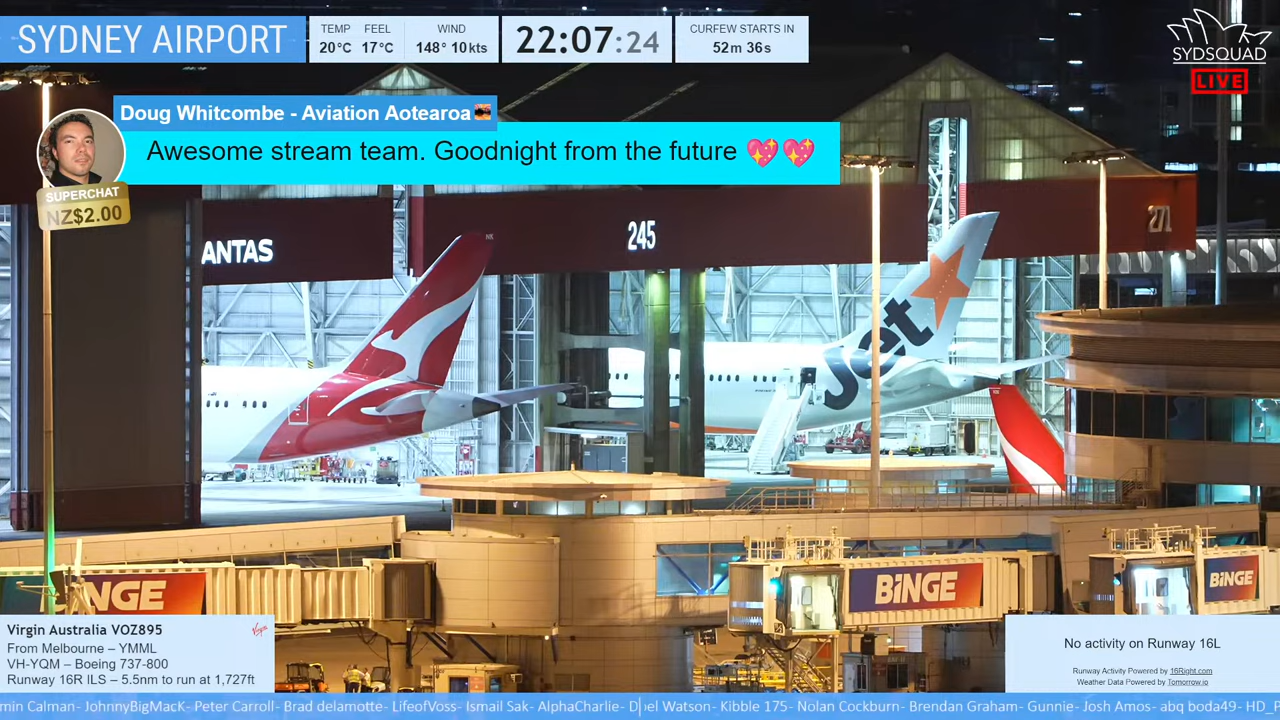 SYDNEY AIRPORT
TEMP FEEL WIND
20°C 17°C 148° 10kts
22:07:24
CURFEW STARTS IN
52m 36s
SYDSQUAD
LIVE
Doug Whitcombe - Aviation Aotearoa
Awesome stream team. Goodnight from the future 💖💖
SUPERCHAT
NZ$2.00
ANTAS
245
271
Jet
BINGE
BINGE
BINGE
Virgin Australia VOZ895
From Melbourne – YMML
VH-YQM – Boeing 737-800
Runway 16R ILS – 5.5nm to run at 1,727ft
No activity on Runway 16L
Runway Activity Powered by 16Right.com
Weather Data Powered by Tomorrow.io
min Calman- JohnnyBigMacK- Peter Carroll- Brad delamotte- LifeofVoss- Ismail Sak- AlphaCharlie- Watson- Kibble 175- Nolan Cockburn- Brendan Graham- Gunnie- Josh Amos- abq boda49- HD_